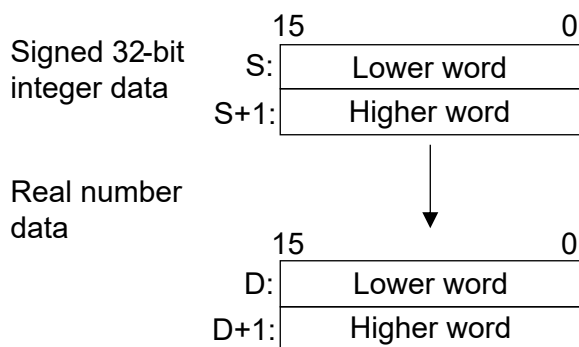 15 0
Signed 32-bit
integer data
S: Lower word
S+1: Higher word
Real number
data
15 0
D: Lower word
D+1: Higher word